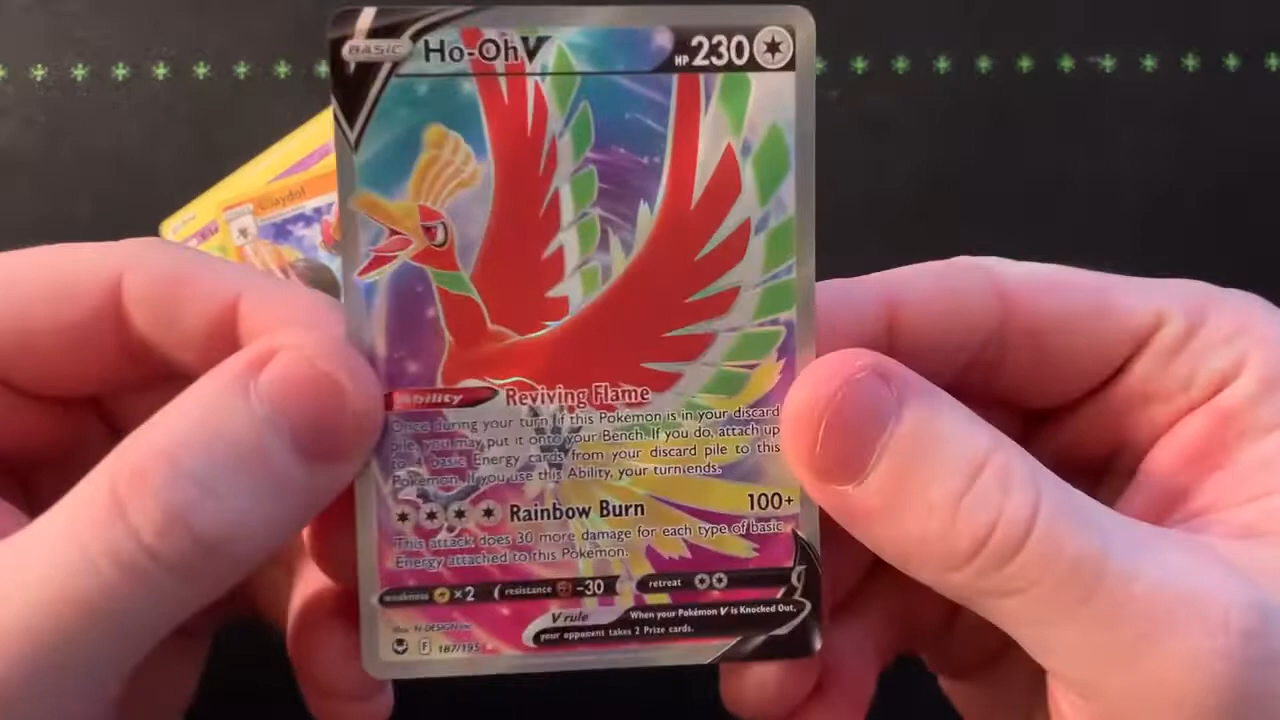 BASIC Ho-Oh V HP 230
Claydol
Ability Reviving Flame
Once during your turn, if this Pokémon is in your discard
pile, you may put it onto your Bench. If you do, attach up
to 4 basic Energy cards from your discard pile to this
Pokémon. If you use this Ability, your turn ends.
Rainbow Burn 100+
This attack does 30 more damage for each type of basic
Energy attached to this Pokémon.
weakness ×2 resistance -30 retreat
V rule When your Pokémon V is Knocked Out,
your opponent takes 2 Prize cards.
Illus. N-DESIGN Inc.
F 187/195